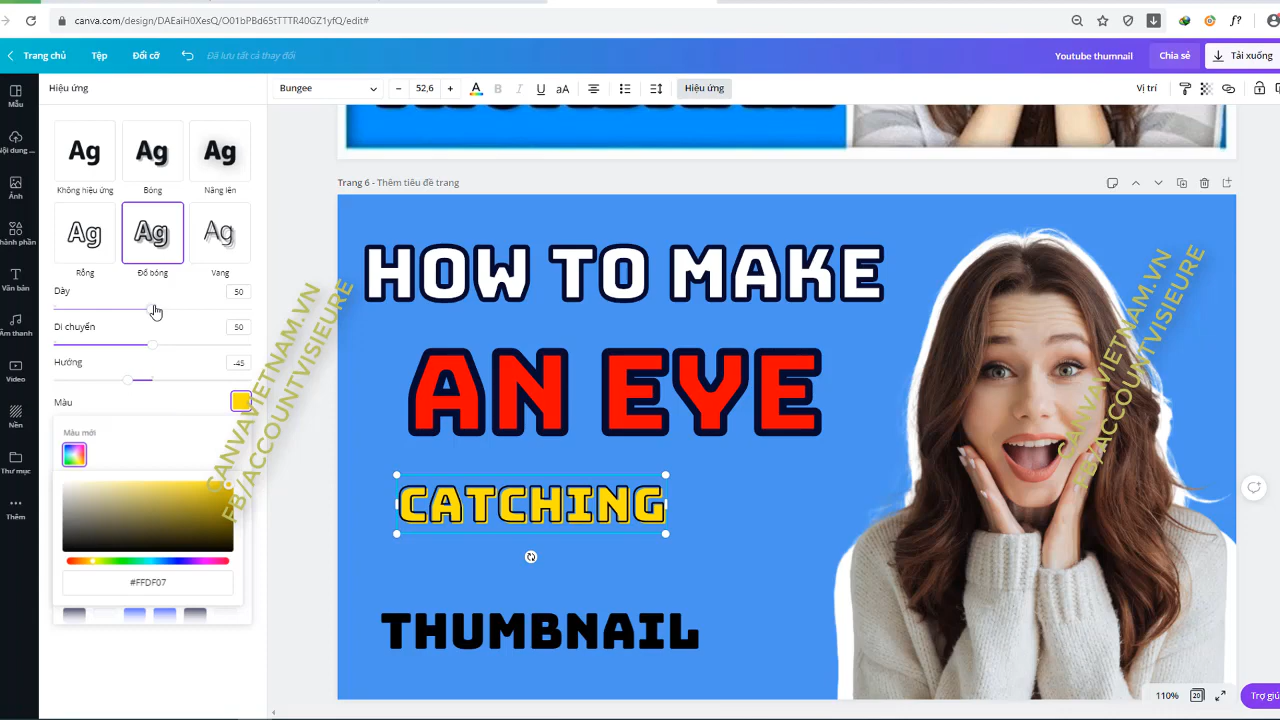 canva.com/design/DAEaiH0XesQ/O01bPBd65tTTTR40GZ1yfQ/edit#
Trang chủ
Tệp
Đổi cỡ
Đã lưu tất cả thay đổi
Youtube thumnail
Chia sẻ
Tải xuống
Mẫu
Nội dung ...
Ảnh
hành phần
Văn bản
Âm thanh
Video
Nền
Thư mục
Thêm
Hiệu ứng
Ag
Ag
Ag
Không hiệu ứng
Bóng
Nâng lên
Ag
Ag
Ag
Rỗng
Đổ bóng
Vang
Dày
50
Di chuyển
50
Hướng
-45
Màu
Màu mới
#FFDF07
Bungee
52,6
A
B
I
U
aA
Hiệu ứng
Vị trí
Trang 6 - Thêm tiêu đề trang
HOW TO MAKE
AN EYE
CATCHING
THUMBNAIL
CANVAVIETNAM.VN
FB/ACCOUNTVISIEURE
CANVAVIETNAM.VN
FB/ACCOUNTVISIEURE
110%
20
Trợ giú